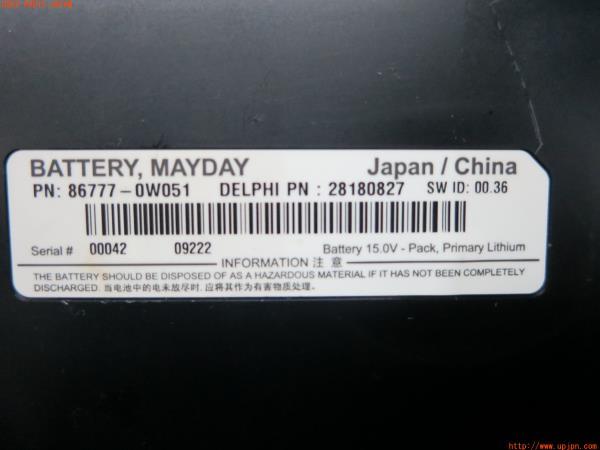 BATTERY, MAYDAY Japan / China
PN: 86777-0W051 DELPHI PN : 28180827 SW ID: 00.36
Serial # 00042 09222 Battery 15.0V - Pack, Primary Lithium
INFORMATION 注 意
THE BATTERY SHOULD BE DISPOSED OF AS A HAZARDOUS MATERIAL IF IT HAS NOT BEEN COMPLETELY
DISCHARGED. 当电池中的电未放尽时, 应将其作为有害物质处理.
http://www.upjpn.com